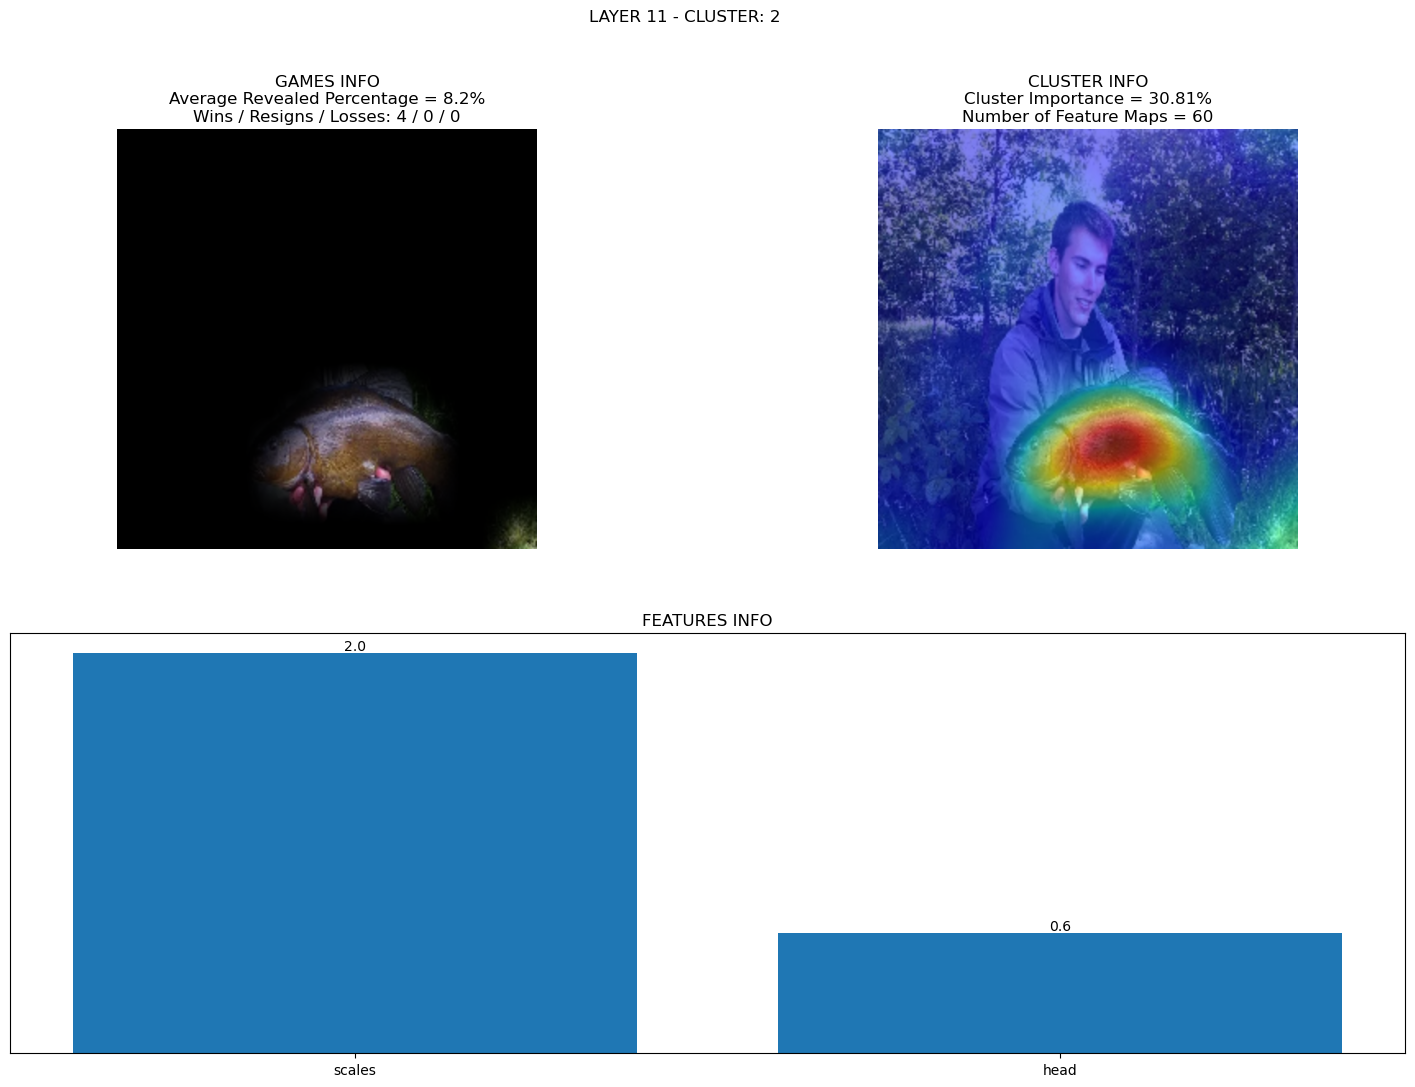 LAYER 11 - CLUSTER: 2
GAMES INFO
Average Revealed Percentage = 8.2%
Wins / Resigns / Losses: 4 / 0 / 0
CLUSTER INFO
Cluster Importance = 30.81%
Number of Feature Maps = 60
FEATURES INFO
2.0
0.6
scales
head